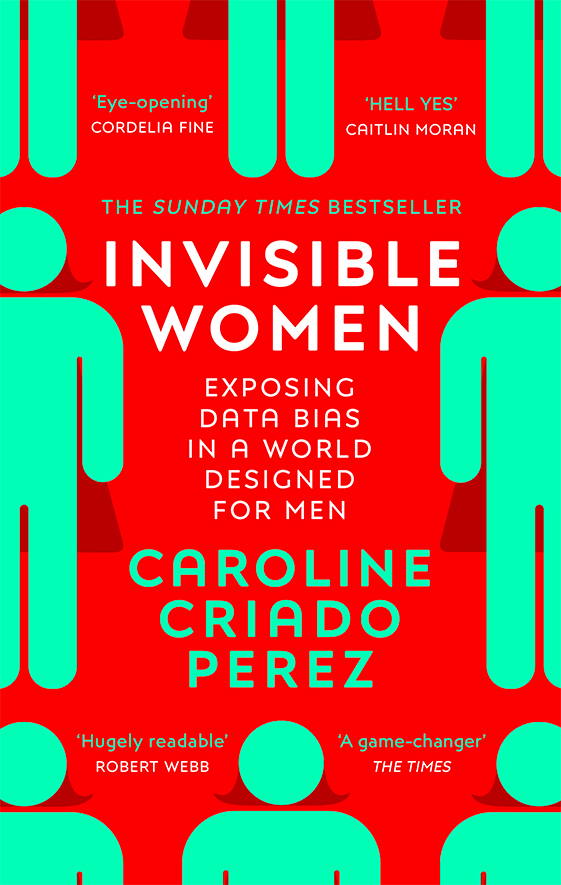 ‘Eye-opening’
CORDELIA FINE
‘HELL YES’
CAITLIN MORAN
THE SUNDAY TIMES BESTSELLER
INVISIBLE
WOMEN
EXPOSING
DATA BIAS
IN A WORLD
DESIGNED
FOR MEN
CAROLINE
CRIADO
PEREZ
‘Hugely readable’
ROBERT WEBB
‘A game-changer’
THE TIMES